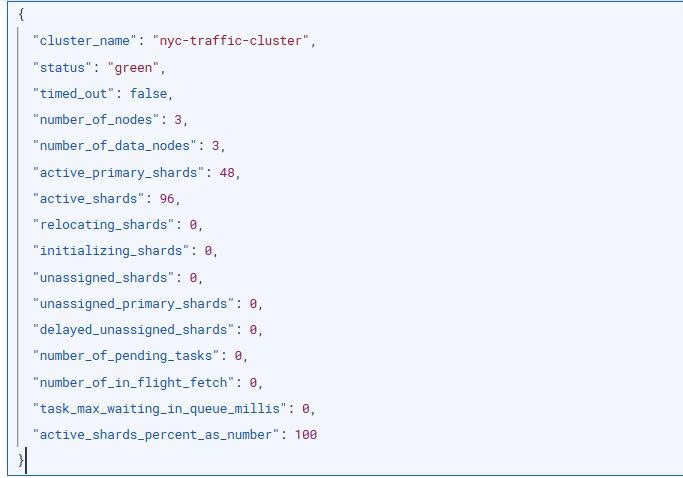 {
"cluster_name": "nyc-traffic-cluster",
"status": "green",
"timed_out": false,
"number_of_nodes": 3,
"number_of_data_nodes": 3,
"active_primary_shards": 48,
"active_shards": 96,
"relocating_shards": 0,
"initializing_shards": 0,
"unassigned_shards": 0,
"unassigned_primary_shards": 0,
"delayed_unassigned_shards": 0,
"number_of_pending_tasks": 0,
"number_of_in_flight_fetch": 0,
"task_max_waiting_in_queue_millis": 0,
"active_shards_percent_as_number": 100
}